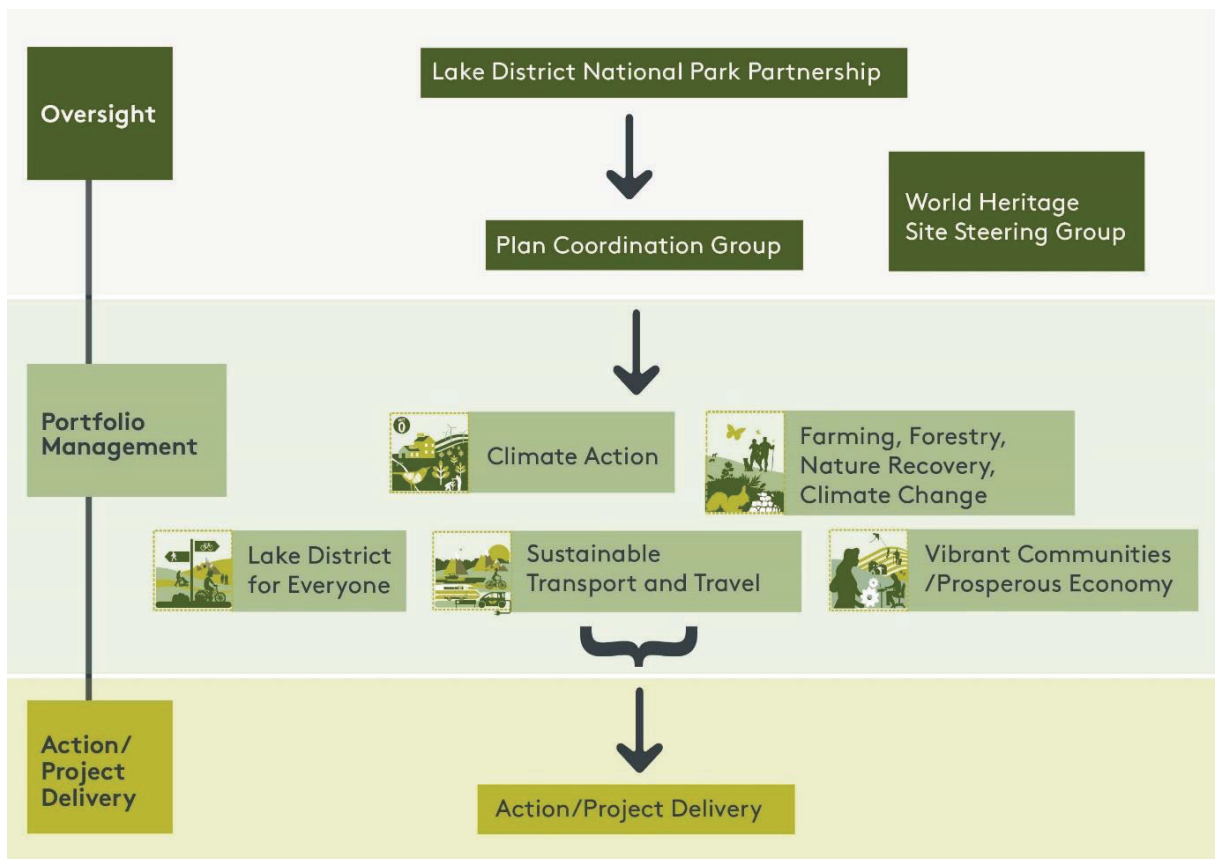 Oversight
Lake District National Park Partnership
World Heritage
Site Steering Group
Plan Coordination Group
Portfolio
Management
Climate Action
Farming, Forestry,
Nature Recovery,
Climate Change
Lake District
for Everyone
Sustainable
Transport and Travel
Vibrant Communities
/Prosperous Economy
Action/
Project
Delivery
Action/Project Delivery